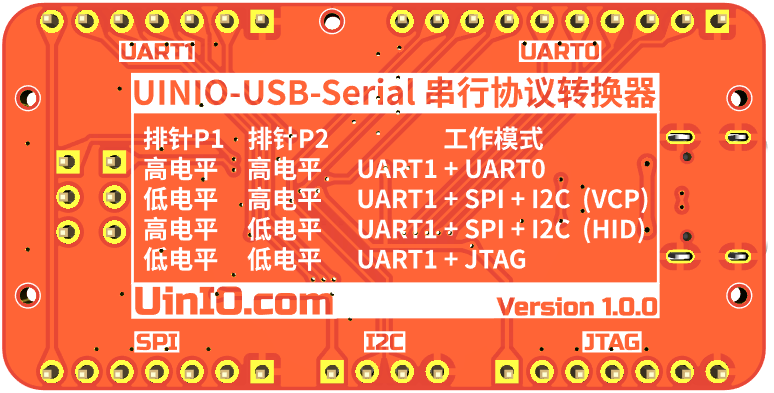 UART1 UART0
UINIO-USB-Serial 串行协议转换器
排针P1 排针P2 工作模式
高电平 高电平 UART1 + UART0
低电平 高电平 UART1 + SPI + I2C (VCP)
高电平 低电平 UART1 + SPI + I2C (HID)
低电平 低电平 UART1 + JTAG
UinIO.com Version 1.0.0
SPI I2C JTAG